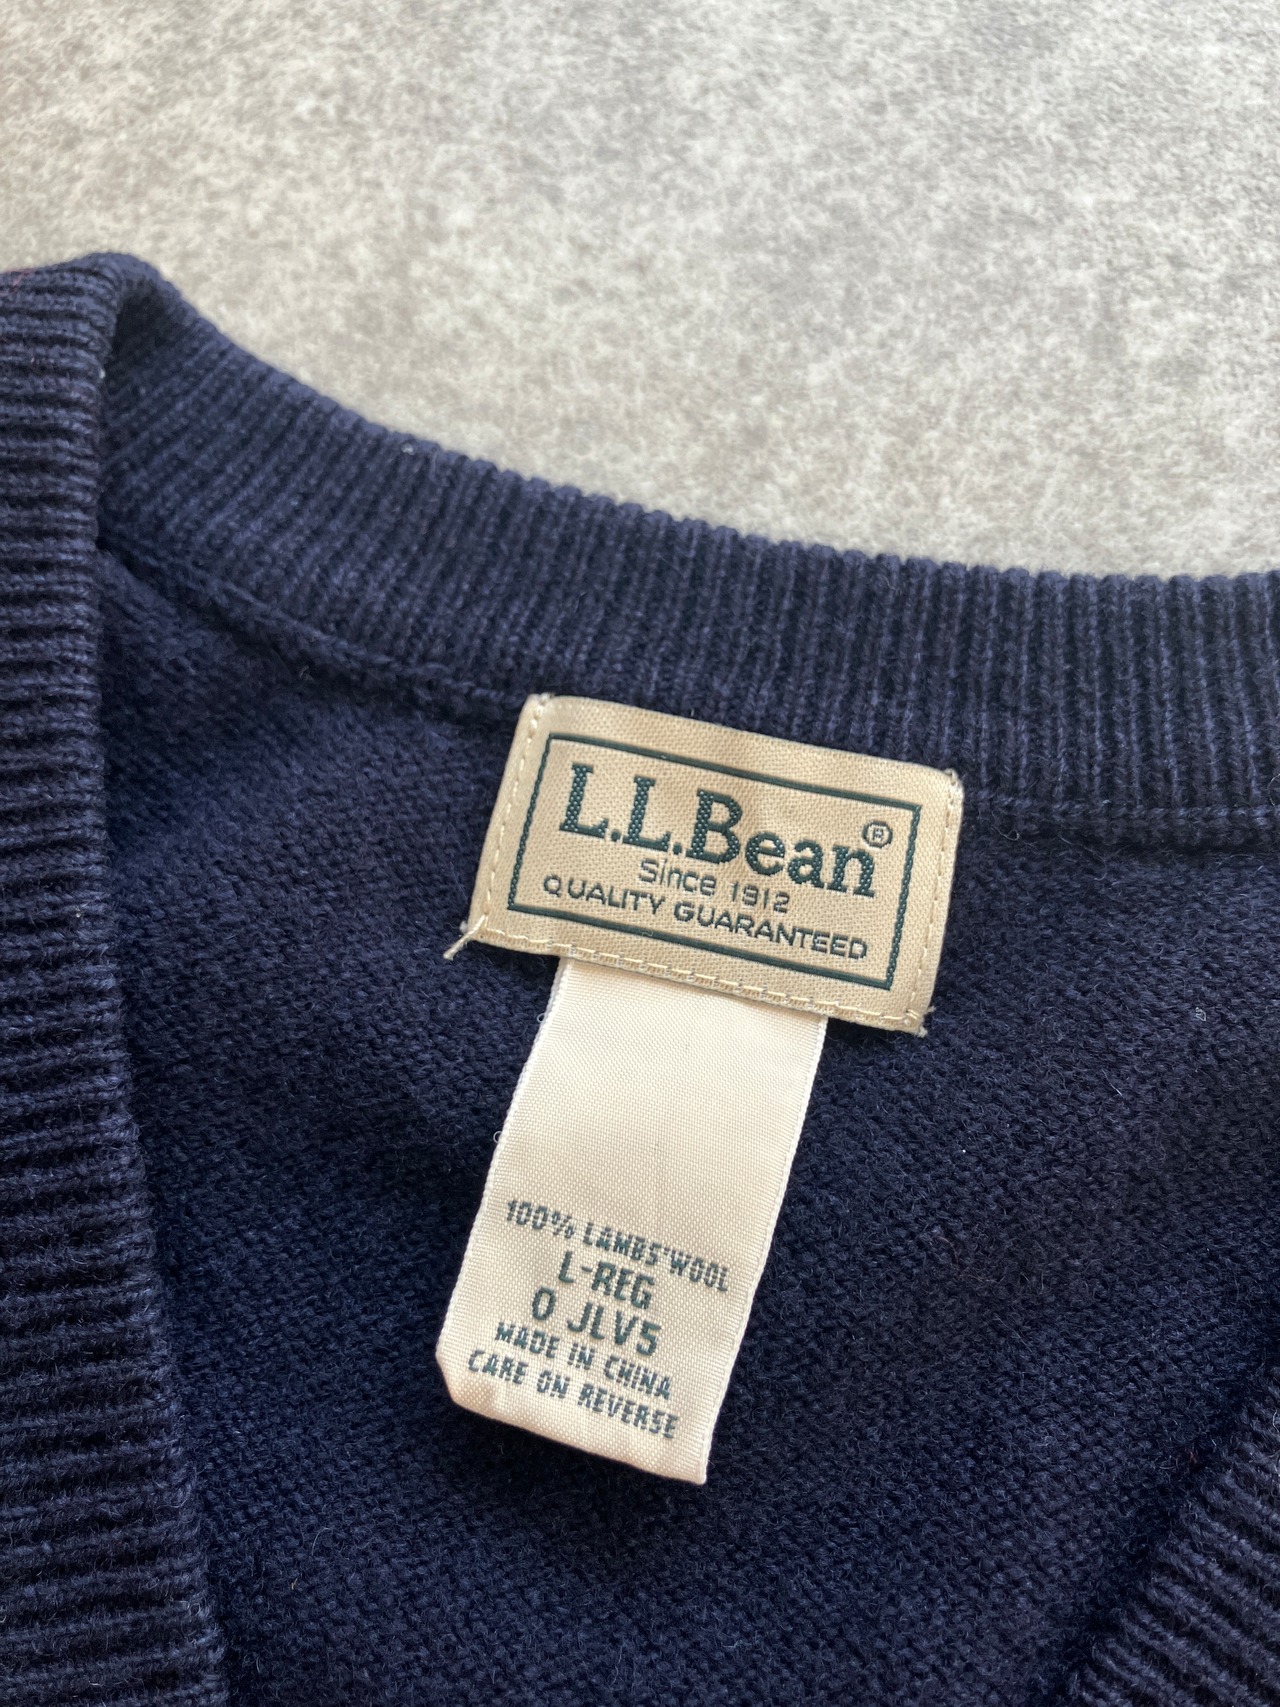 L.L.Bean®
Since 1912
QUALITY GUARANTEED
100% LAMBS'WOOL
L-REG
0 JLV5
MADE IN CHINA
CARE ON REVERSE